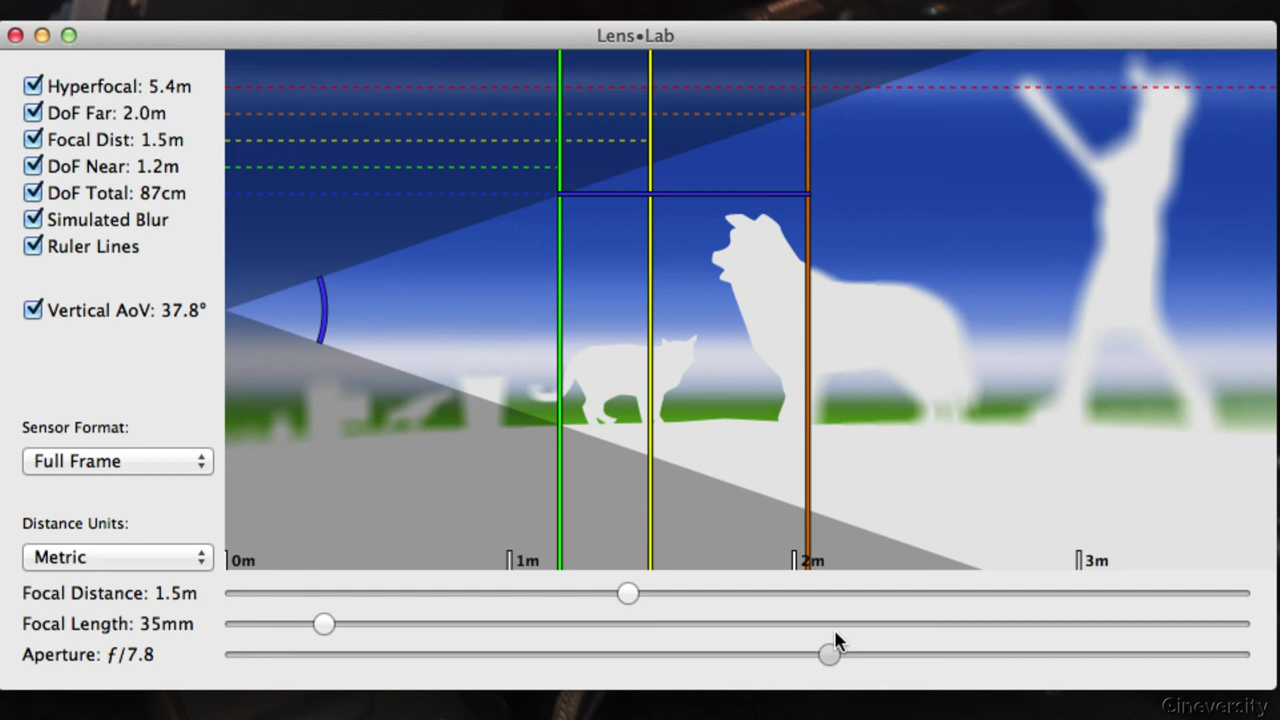 Lens•Lab
Hyperfocal: 5.4m
DoF Far: 2.0m
Focal Dist: 1.5m
DoF Near: 1.2m
DoF Total: 87cm
Simulated Blur
Ruler Lines
Vertical AoV: 37.8°
Sensor Format:
Full Frame
Distance Units:
Metric
0m 1m 2m 3m
Focal Distance: 1.5m
Focal Length: 35mm
Aperture: ƒ/7.8
Cineversity